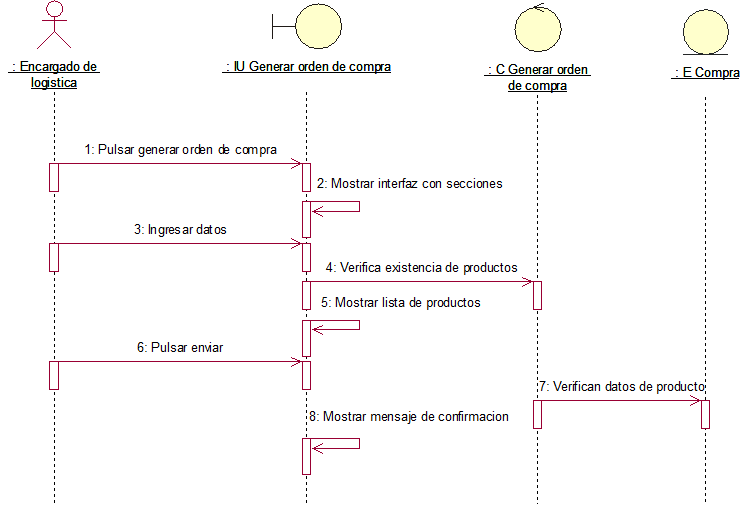 : Encargado de
logistica
: IU Generar orden de compra
: C Generar orden
de compra
: E Compra
1: Pulsar generar orden de compra
2: Mostrar interfaz con secciones
3: Ingresar datos
4: Verifica existencia de productos
5: Mostrar lista de productos
6: Pulsar enviar
7: Verifican datos de producto
8: Mostrar mensaje de confirmacion